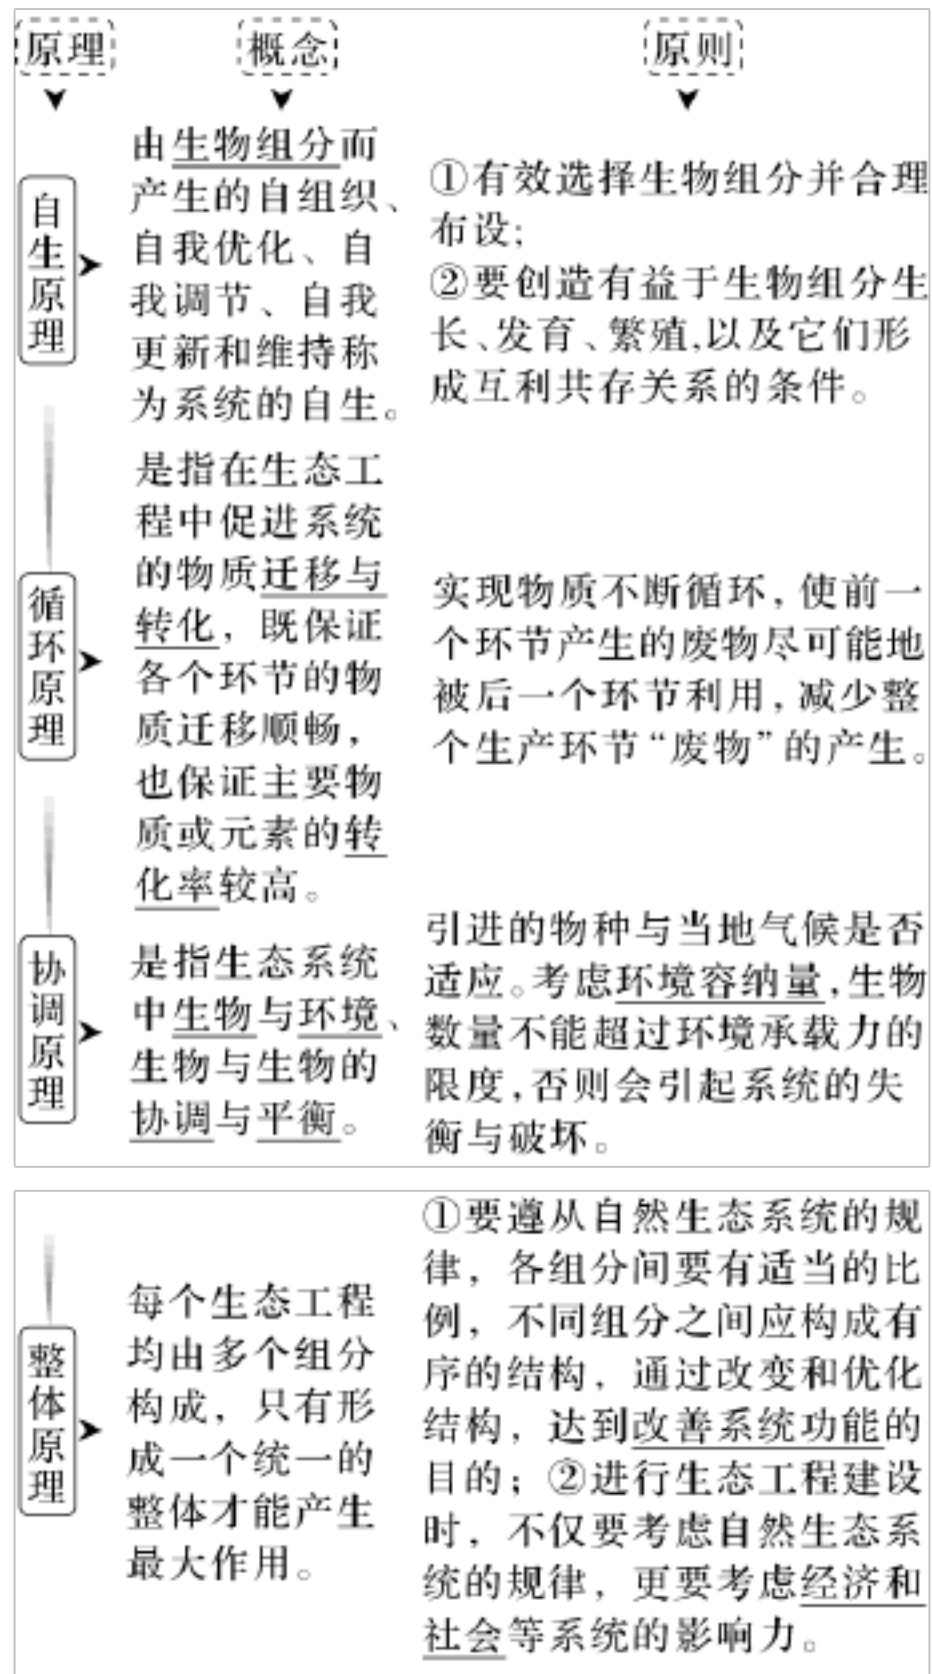 原理 概念 原则
自生原理
由生物组分而
产生的自组织、
自我优化、自
我调节、自我
更新和维持称
为系统的自生。
①有效选择生物组分并合理
布设;
②要创造有益于生物组分生
长、发育、繁殖,以及它们形
成互利共存关系的条件。
循环原理
是指在生态工
程中促进系统
的物质迁移与
转化，既保证
各个环节的物
质迁移顺畅，
也保证主要物
质或元素的转
化率较高。
实现物质不断循环，使前一
个环节产生的废物尽可能地
被后一个环节利用，减少整
个生产环节“废物”的产生。
协调原理
是指生态系统
中生物与环境、
生物与生物的
协调与平衡。
引进的物种与当地气候是否
适应。考虑环境容纳量,生物
数量不能超过环境承载力的
限度,否则会引起系统的失
衡与破坏。
整体原理
每个生态工程
均由多个组分
构成，只有形
成一个统一的
整体才能产生
最大作用。
①要遵从自然生态系统的规
律，各组分间要有适当的比
例，不同组分之间应构成有
序的结构，通过改变和优化
结构，达到改善系统功能的
目的；②进行生态工程建设
时，不仅要考虑自然生态系
统的规律，更要考虑经济和
社会等系统的影响力。